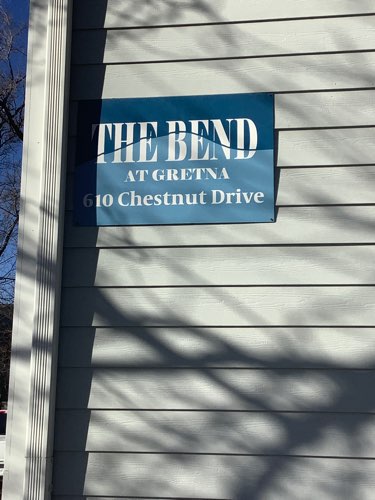 THE BEND
AT GRETNA
610 Chestnut Drive